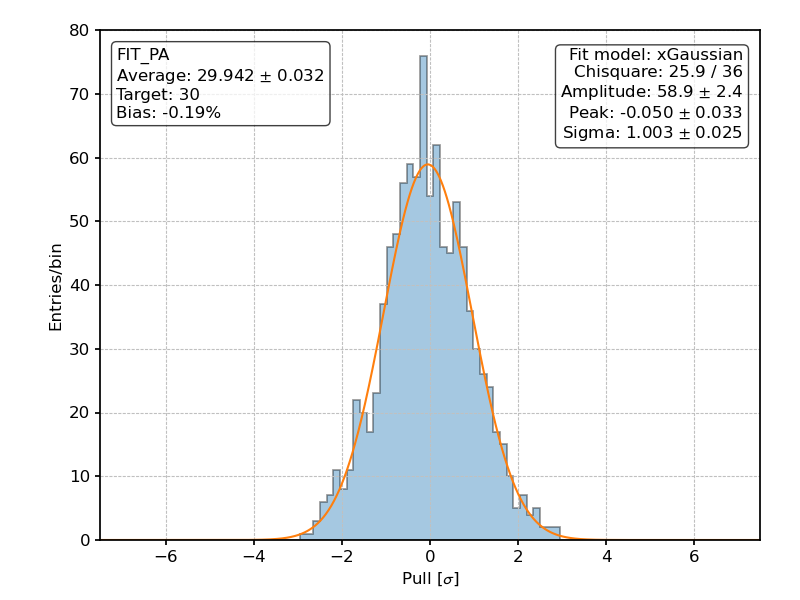 FIT_PA
Average: 29.942 ± 0.032
Target: 30
Bias: -0.19%
Fit model: xGaussian
Chisquare: 25.9 / 36
Amplitude: 58.9 ± 2.4
Peak: -0.050 ± 0.033
Sigma: 1.003 ± 0.025
Entries/bin
80
70
60
50
40
30
20
10
0
−6 −4 −2 0 2 4 6
Pull [σ]